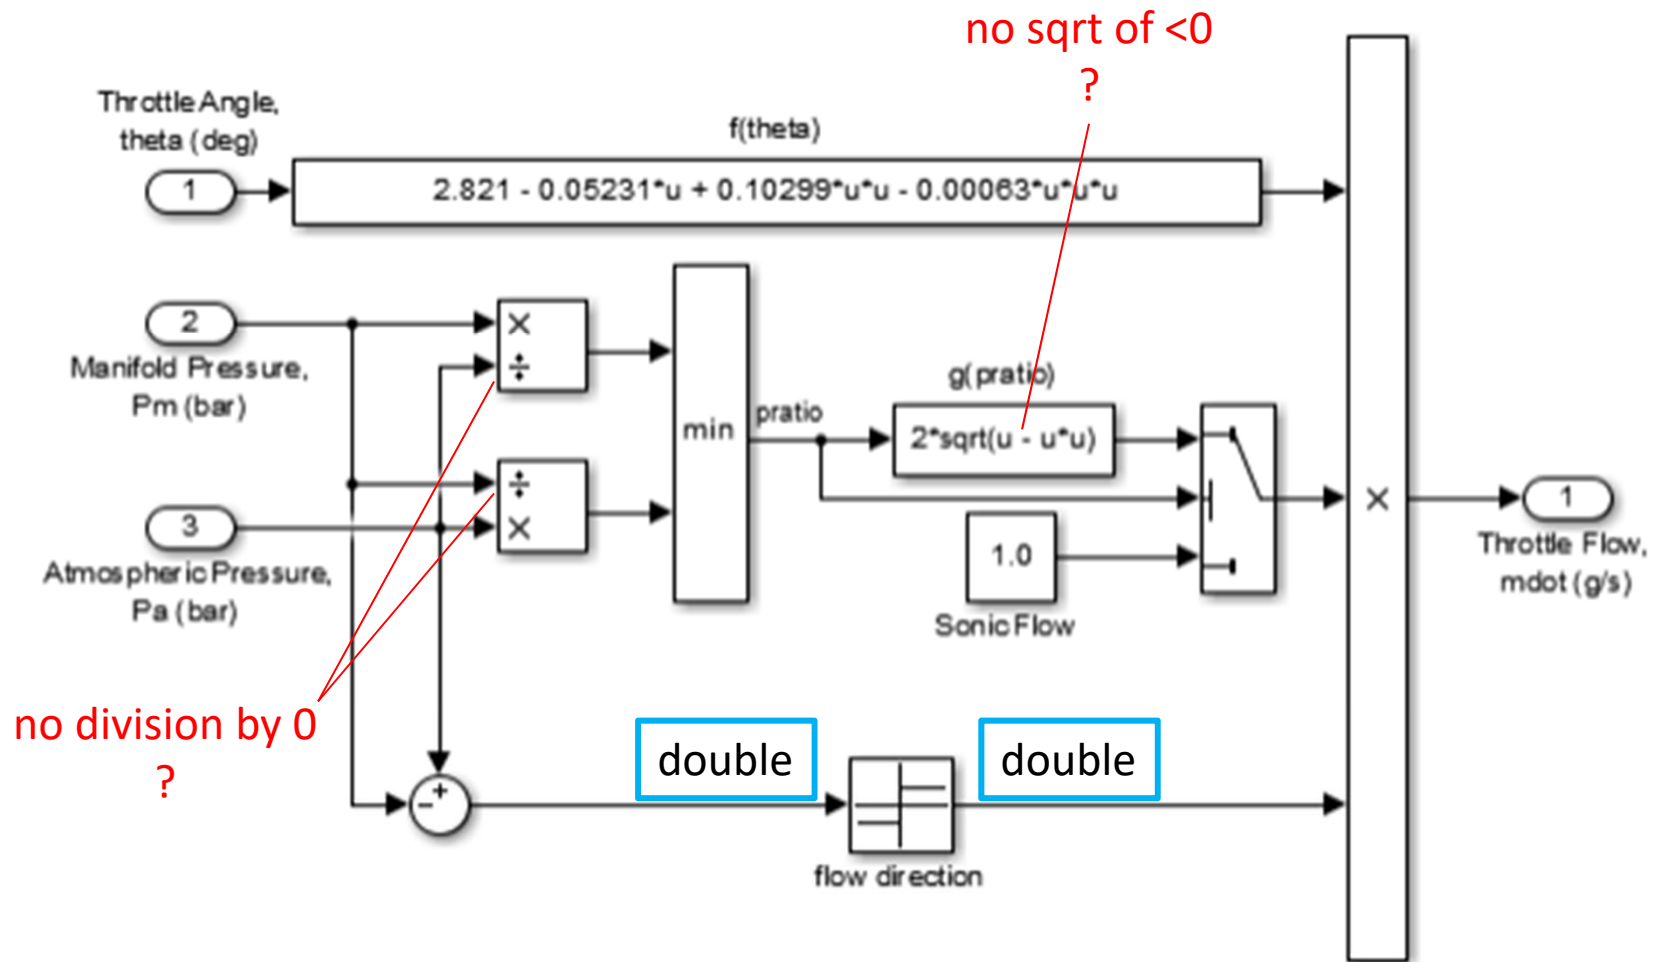 no sqrt of <0
?
Throttle Angle,
theta (deg)
f(theta)
1
2.821 - 0.05231*u + 0.10299*u*u - 0.00063*u*u*u
2
×
÷
Manifold Pressure,
Pm (bar)
min
pratio
g(pratio)
2*sqrt(u - u*u)
÷
×
3
Atmospheric Pressure,
Pa (bar)
1.0
Sonic Flow
×
1
Throttle Flow,
mdot (g/s)
no division by 0
?
double
double
+
−
flow direction